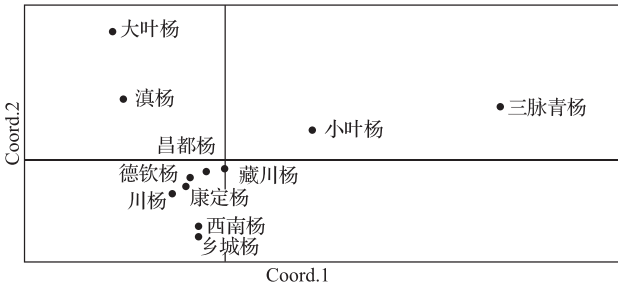 大叶杨
滇杨
三脉青杨
小叶杨
昌都杨
德钦杨
藏川杨
川杨
康定杨
西南杨
乡城杨
Coord.2
Coord.1